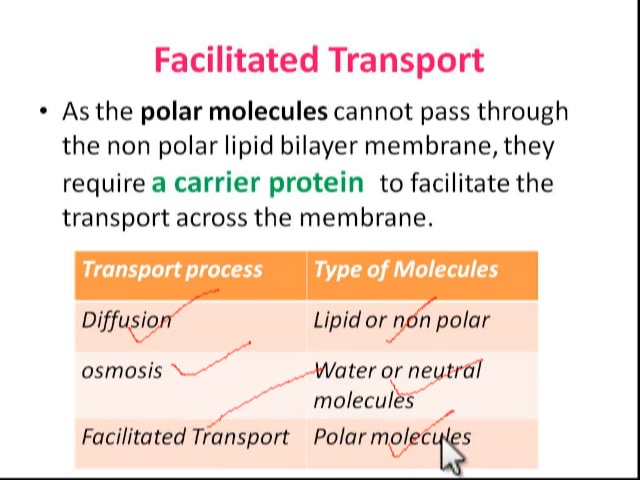 Facilitated Transport
• As the polar molecules cannot pass through
the non polar lipid bilayer membrane, they
require a carrier protein to facilitate the
transport across the membrane.
Transport process Type of Molecules
Diffusion Lipid or non polar
osmosis Water or neutral
molecules
Facilitated Transport Polar molecules